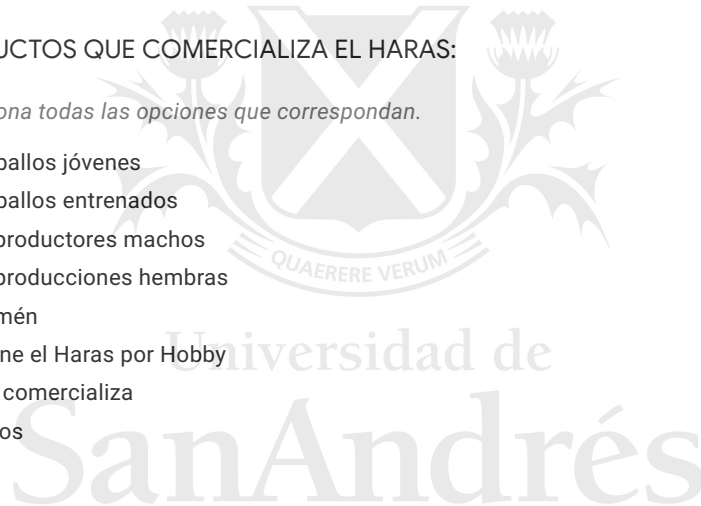 UCTOS QUE COMERCIALIZA EL HARAS:
ona todas las opciones que correspondan.
ballos jóvenes
ballos entrenados
productores machos
producciones hembras
mén
ne el Haras por Hobby
comercializa
os
QUAERERE VERUM
Universidad de
SanAndrés